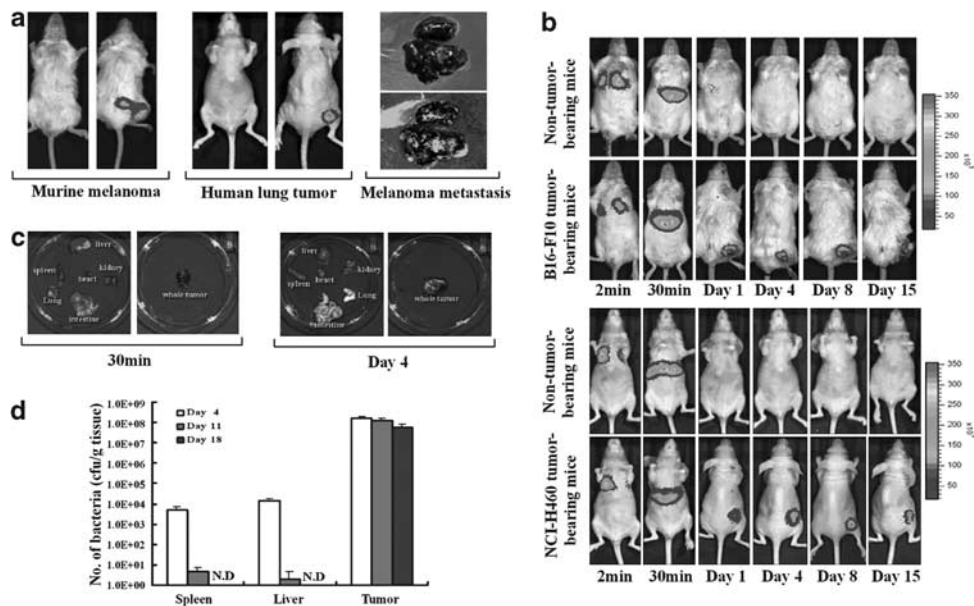 a
Murine melanoma
Human lung tumor
Melanoma metastasis
b
Non-tumor-
bearing mice
B16-F10 tumor-
bearing mice
2min 30min Day 1 Day 4 Day 8 Day 15
350
300
250
200
150
100
50
Non-tumor-
bearing mice
NCI-H460 tumor-
bearing mice
2min 30min Day 1 Day 4 Day 8 Day 15
350
300
250
200
150
100
50
c
liver
spleen
kidney
heart
Lung
intestine
whole tumor
30min
liver
spleen
kidney
heart
Lung
intestine
whole tumor
Day 4
d
No. of bacteria (cfu/g tissue)
1.0E+09
1.0E+08
1.0E+07
1.0E+06
1.0E+05
1.0E+04
1.0E+03
1.0E+02
1.0E+01
1.0E+00
Day 4
Day 11
Day 18
N.D
N.D
Spleen Liver Tumor